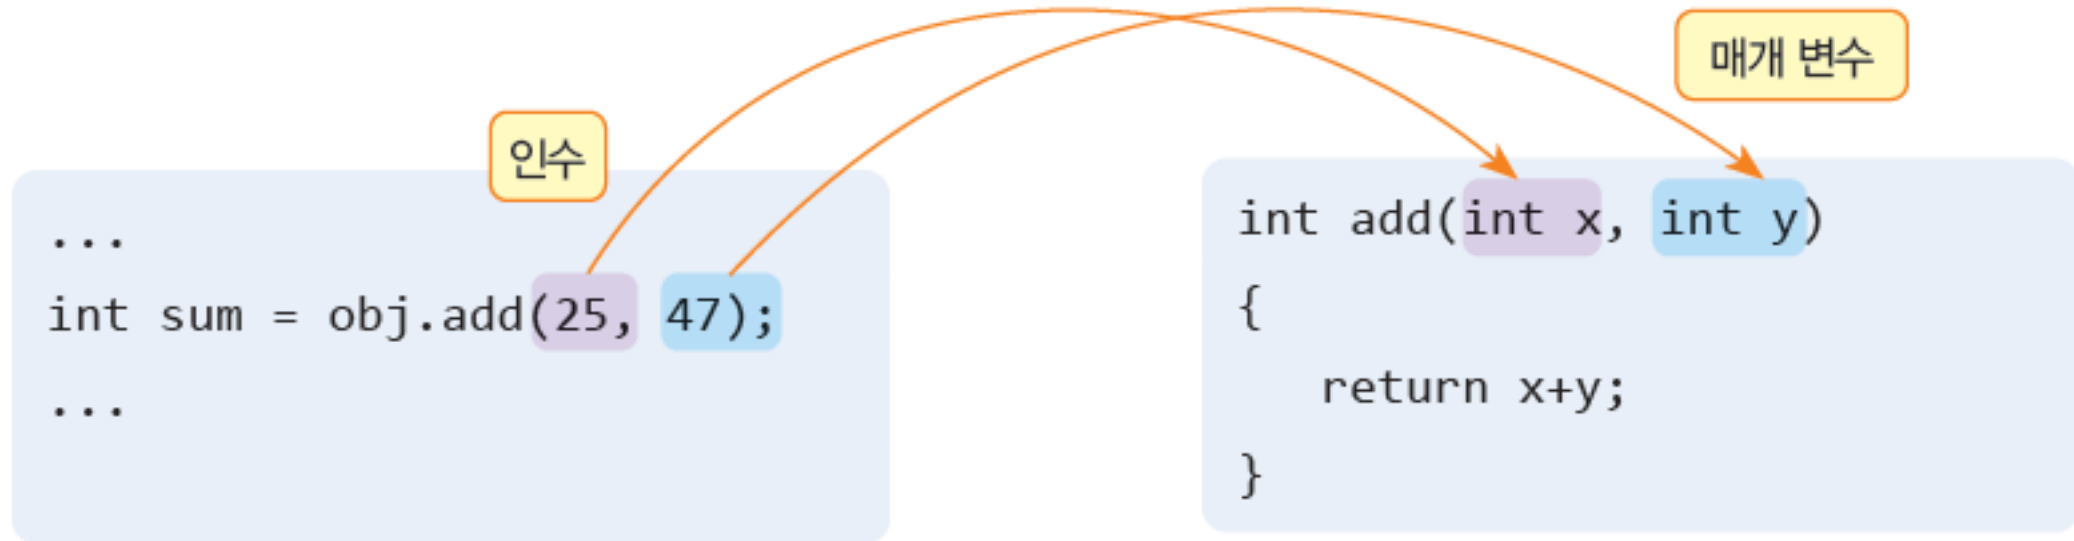 인수
...
int sum = obj.add(25, 47);
...
매개 변수
int add(int x, int y)
{
return x+y;
}